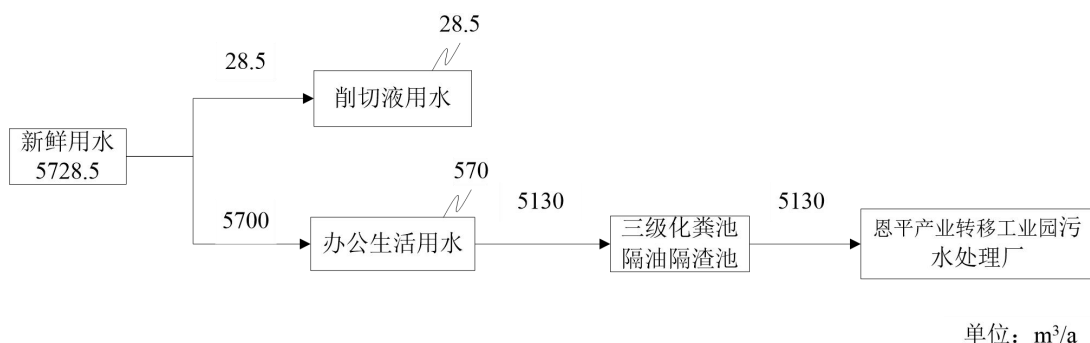 28.5
28.5
削切液用水
新鲜用水
5728.5
570
5700
办公生活用水
5130
三级化粪池
隔油隔渣池
5130
恩平产业转移工业园污
水处理厂
单位：m³/a